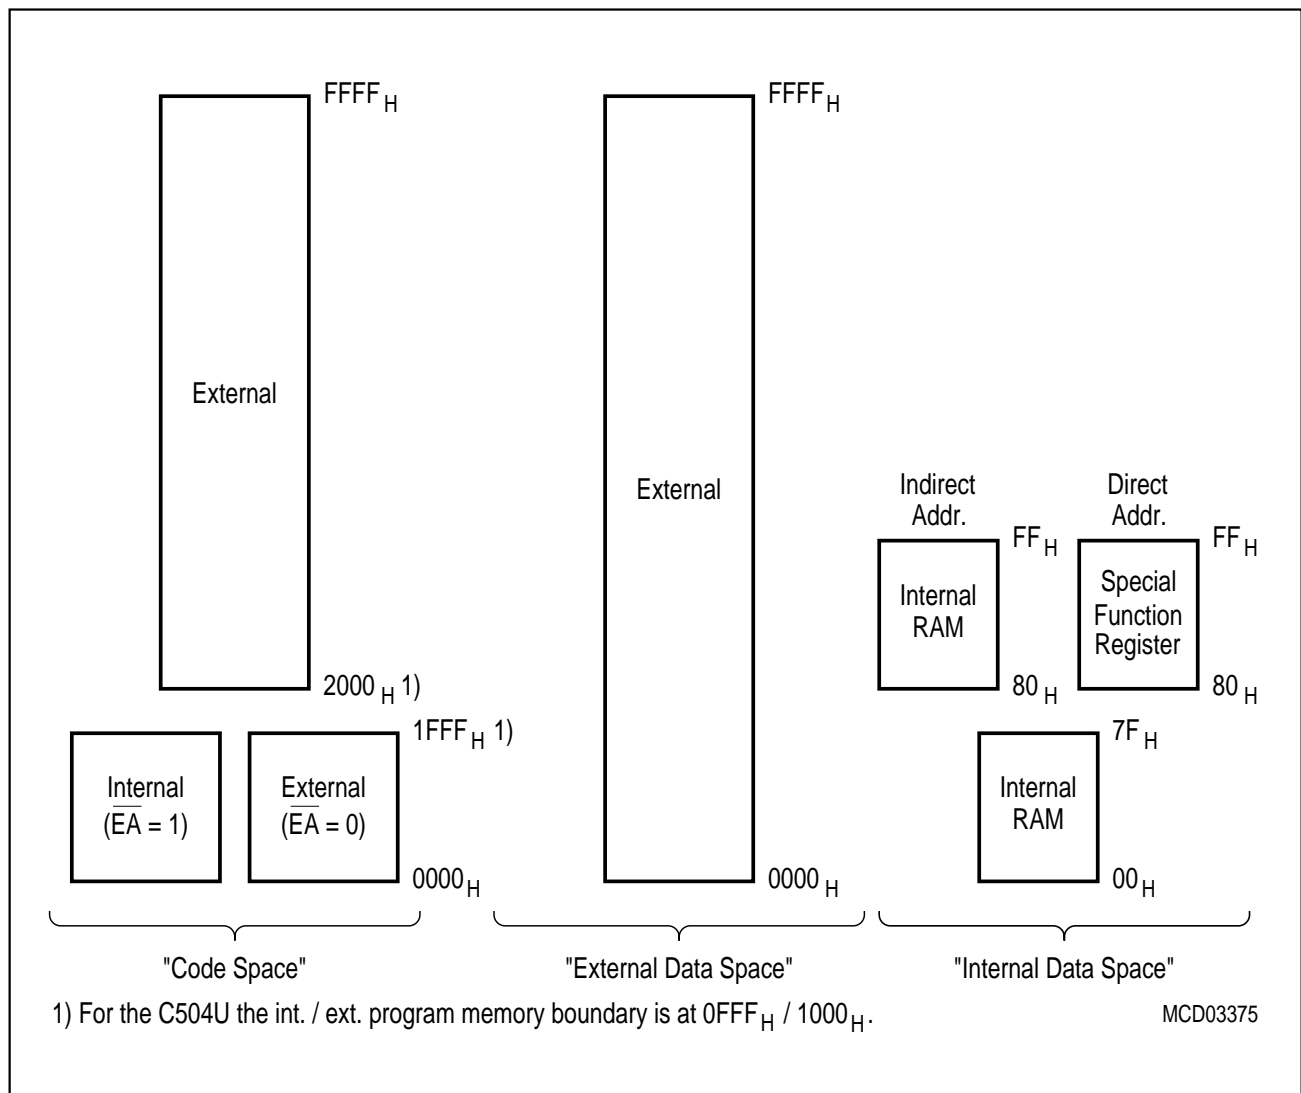 FFFF H
External
2000 H 1)
1FFF H 1)
Internal
(EA = 1)
External
(EA = 0)
0000 H
"Code Space"
FFFF H
External
0000 H
"External Data Space"
Indirect
Addr.
FF H
Internal
RAM
80 H
Direct
Addr.
FF H
Special
Function
Register
80 H
7F H
Internal
RAM
00 H
"Internal Data Space"
1) For the C504U the int. / ext. program memory boundary is at 0FFF H / 1000 H.
MCD03375